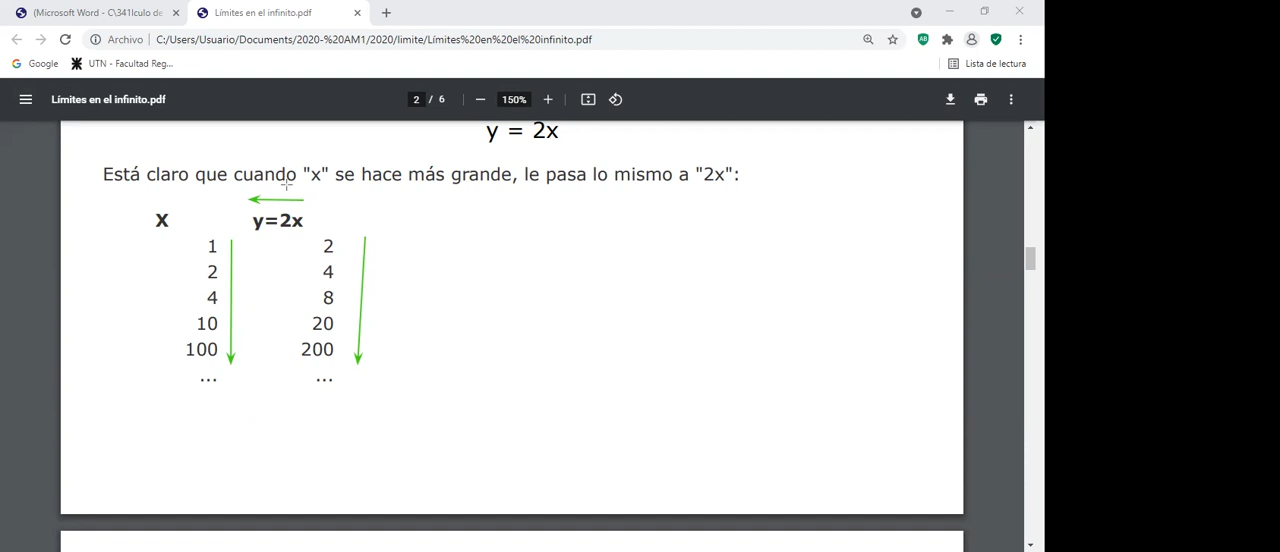 (Microsoft Word - C\341lculo de
Límites en el infinito.pdf
Archivo
C:/Users/Usuario/Documents/2020-%20AM1/2020/limite/Límites%20en%20el%20infinito.pdf
AB
Google
UTN - Facultad Reg...
Lista de lectura
Límites en el infinito.pdf
2 / 6
150%
y = 2x
Está claro que cuando "x" se hace más grande, le pasa lo mismo a "2x":
X y=2x
1 2
2 4
4 8
10 20
100 200
... ...